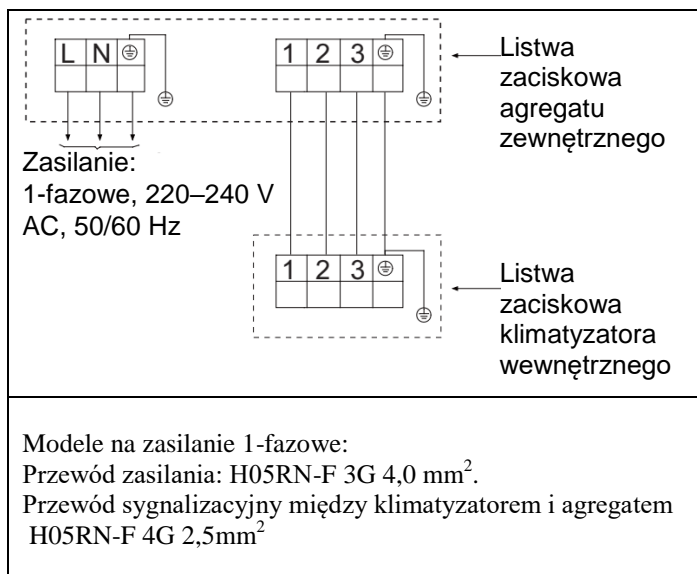 L N
1 2 3
Listwa
zaciskowa
agregatu
zewnętrznego
Zasilanie:
1-fazowe, 220–240 V
AC, 50/60 Hz
1 2 3
Listwa
zaciskowa
klimatyzatora
wewnętrznego
Modele na zasilanie 1-fazowe:
Przewód zasilania: H05RN-F 3G 4,0 mm².
Przewód sygnalizacyjny między klimatyzatorem i agregatem
H05RN-F 4G 2,5mm²